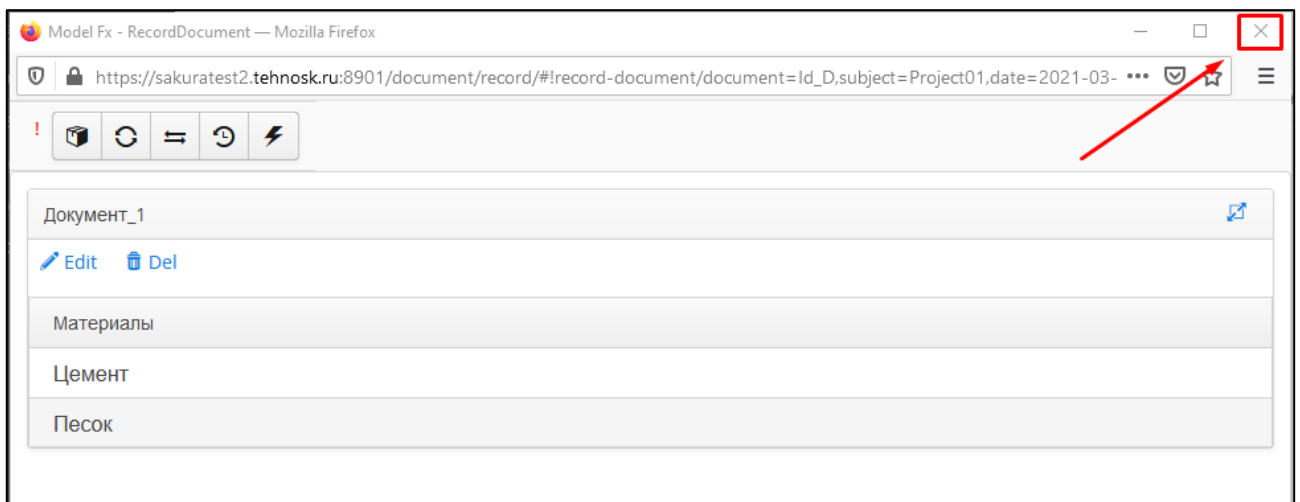 Model Fx - RecordDocument — Mozilla Firefox
https://sakuratest2.tehnosk.ru:8901/document/record/#!record-document/document=Id_D,subject=Project01,date=2021-03-
!
Документ_1
Edit Del
Материалы
Цемент
Песок